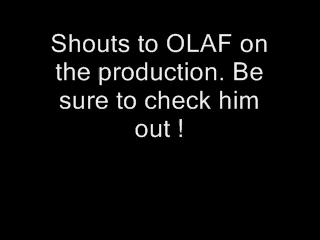 Shouts to OLAF on
the production. Be
sure to check him
out !